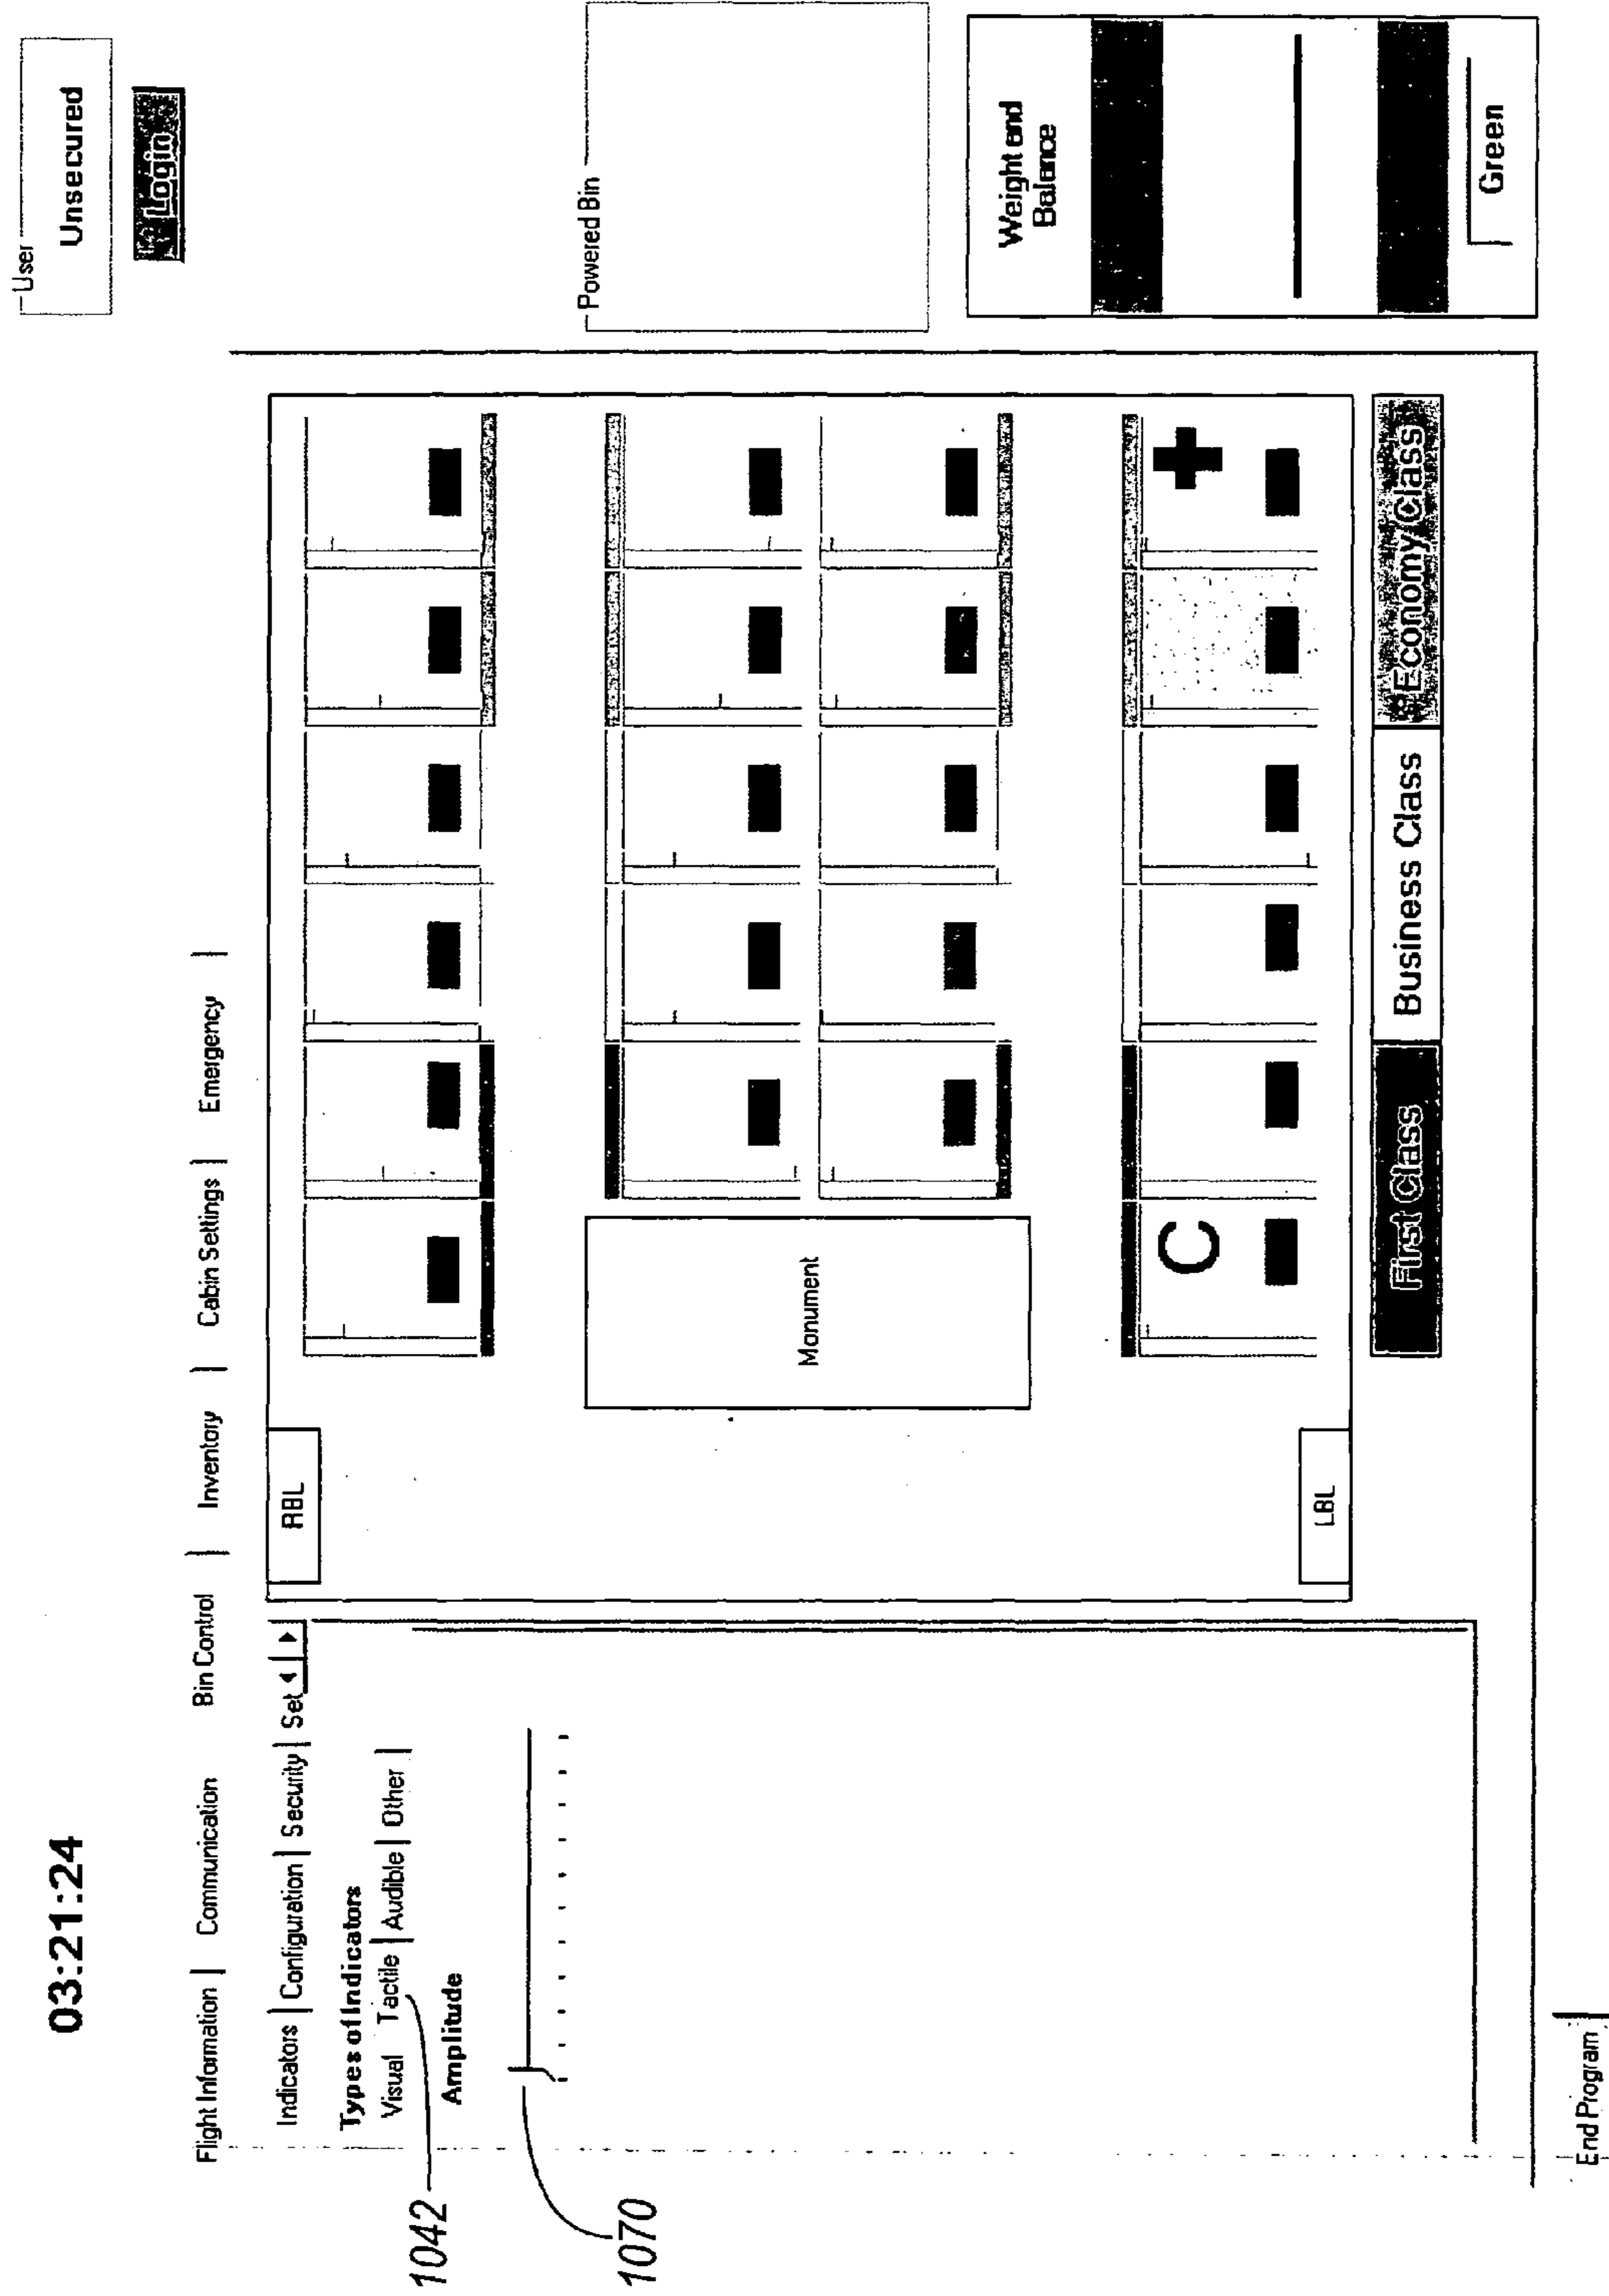 03:21:24
User
Unsecured
Login
Flight Information | Communication Bin Control | Inventory | Cabin Settings | Emergency |
Indicators | Configuration | Security | Set
Types of Indicators
Visual Tactile | Audible | Other |
Amplitude
1042
1070
RBL
Monument
C
LBL
First Class Business Class Economy Class
Powered Bin
Weight and
Balance
Green
End Program